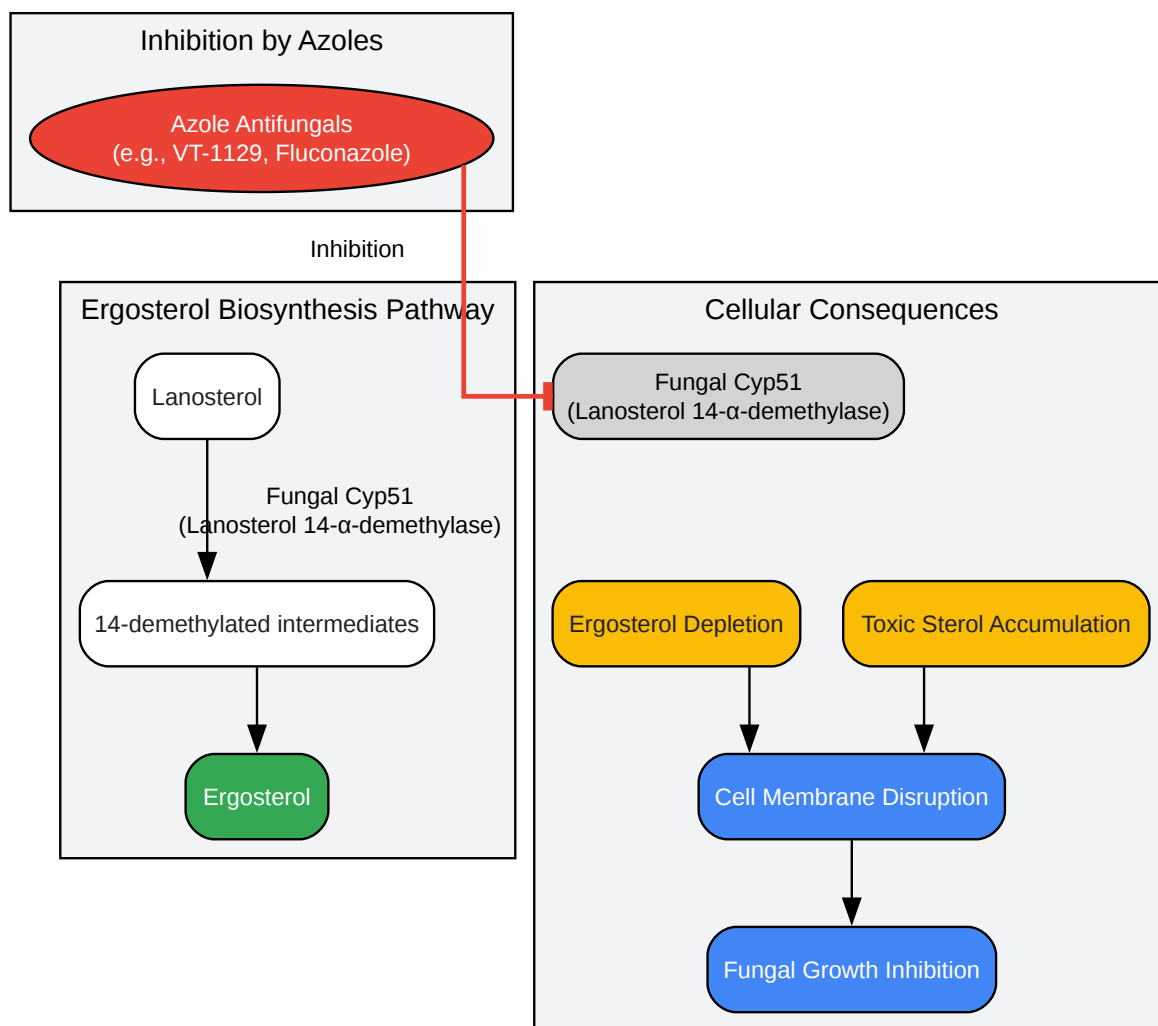 Inhibition by Azoles
Azole Antifungals
(e.g., VT-1129, Fluconazole)
Inhibition
Ergosterol Biosynthesis Pathway
Lanosterol
Fungal Cyp51
(Lanosterol 14-α-demethylase)
14-demethylated intermediates
Ergosterol
Cellular Consequences
Fungal Cyp51
(Lanosterol 14-α-demethylase)
Ergosterol Depletion
Toxic Sterol Accumulation
Cell Membrane Disruption
Fungal Growth Inhibition